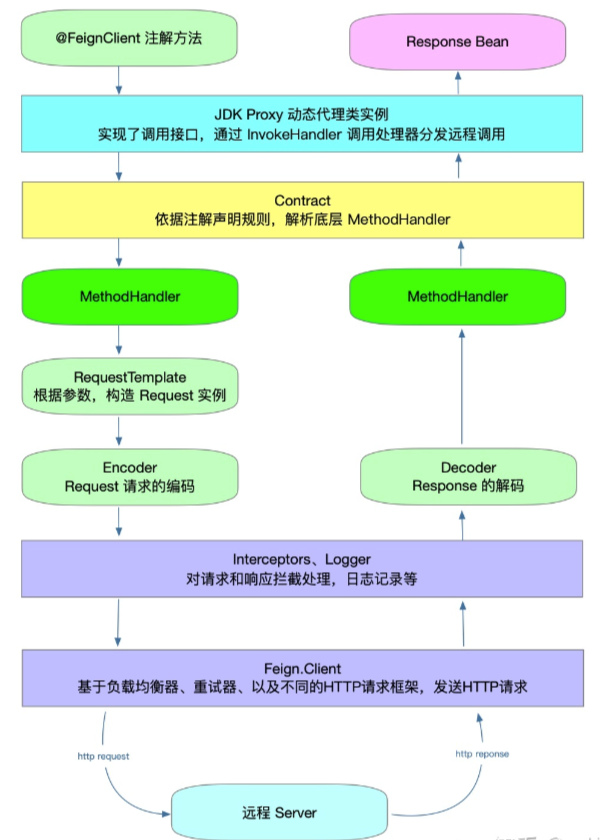 @FeignClient 注解方法
Response Bean
JDK Proxy 动态代理类实例
实现了调用接口，通过 InvokeHandler 调用处理器分发远程调用
Contract
依据注解声明规则，解析底层 MethodHandler
MethodHandler
MethodHandler
RequestTemplate
根据参数，构造 Request 实例
Encoder
Request 请求的编码
Decoder
Response 的解码
Interceptors、Logger
对请求和响应拦截处理，日志记录等
Feign.Client
基于负载均衡器、重试器、以及不同的HTTP请求框架，发送HTTP请求
http request
http reponse
远程 Server